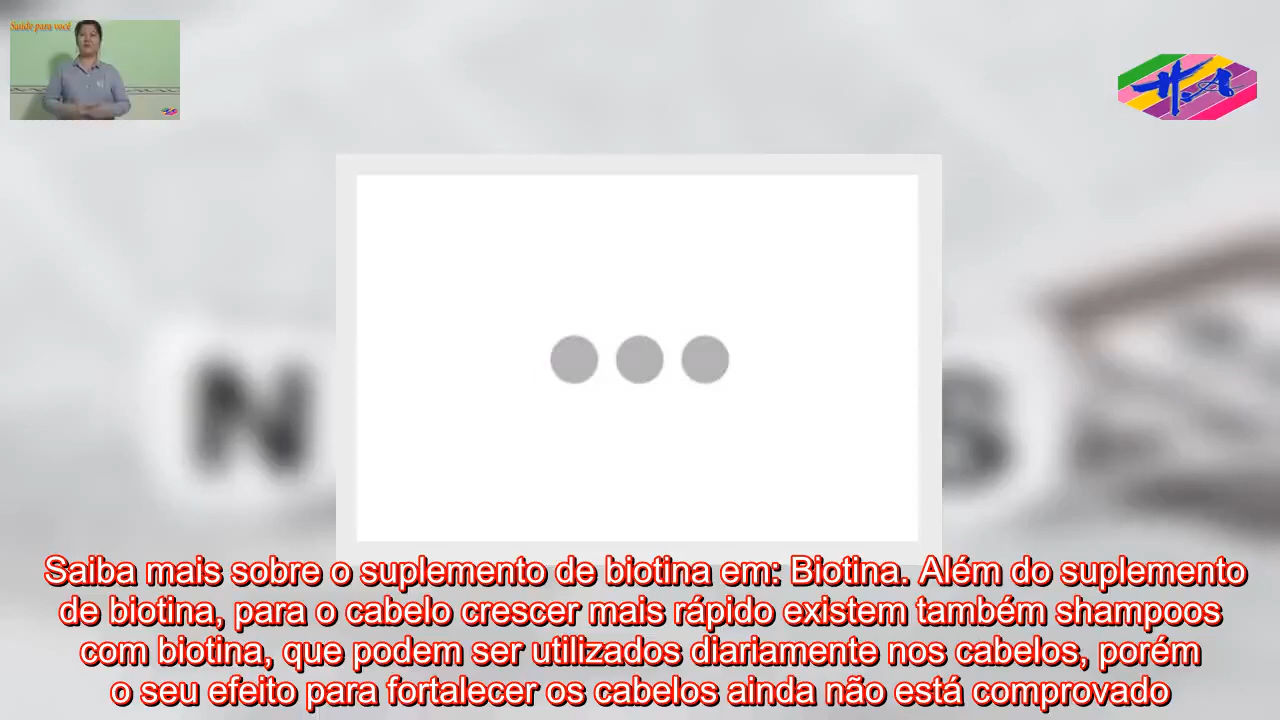 Saúde para você
H.A
N
S
Saiba mais sobre o suplemento de biotina em: Biotina. Além do suplemento
de biotina, para o cabelo crescer mais rápido existem também shampoos
com biotina, que podem ser utilizados diariamente nos cabelos, porém
o seu efeito para fortalecer os cabelos ainda não está comprovado